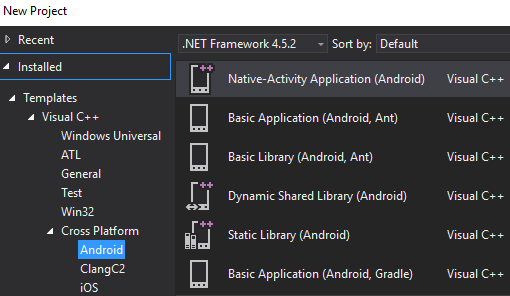 New Project
Recent
.NET Framework 4.5.2 Sort by: Default
Installed
Templates
Visual C++
Windows Universal
ATL
General
Test
Win32
Cross Platform
Android
ClangC2
iOS
Native-Activity Application (Android) Visual C++
Basic Application (Android, Ant) Visual C++
Basic Library (Android, Ant) Visual C++
Dynamic Shared Library (Android) Visual C++
Static Library (Android) Visual C++
Basic Application (Android, Gradle) Visual C++